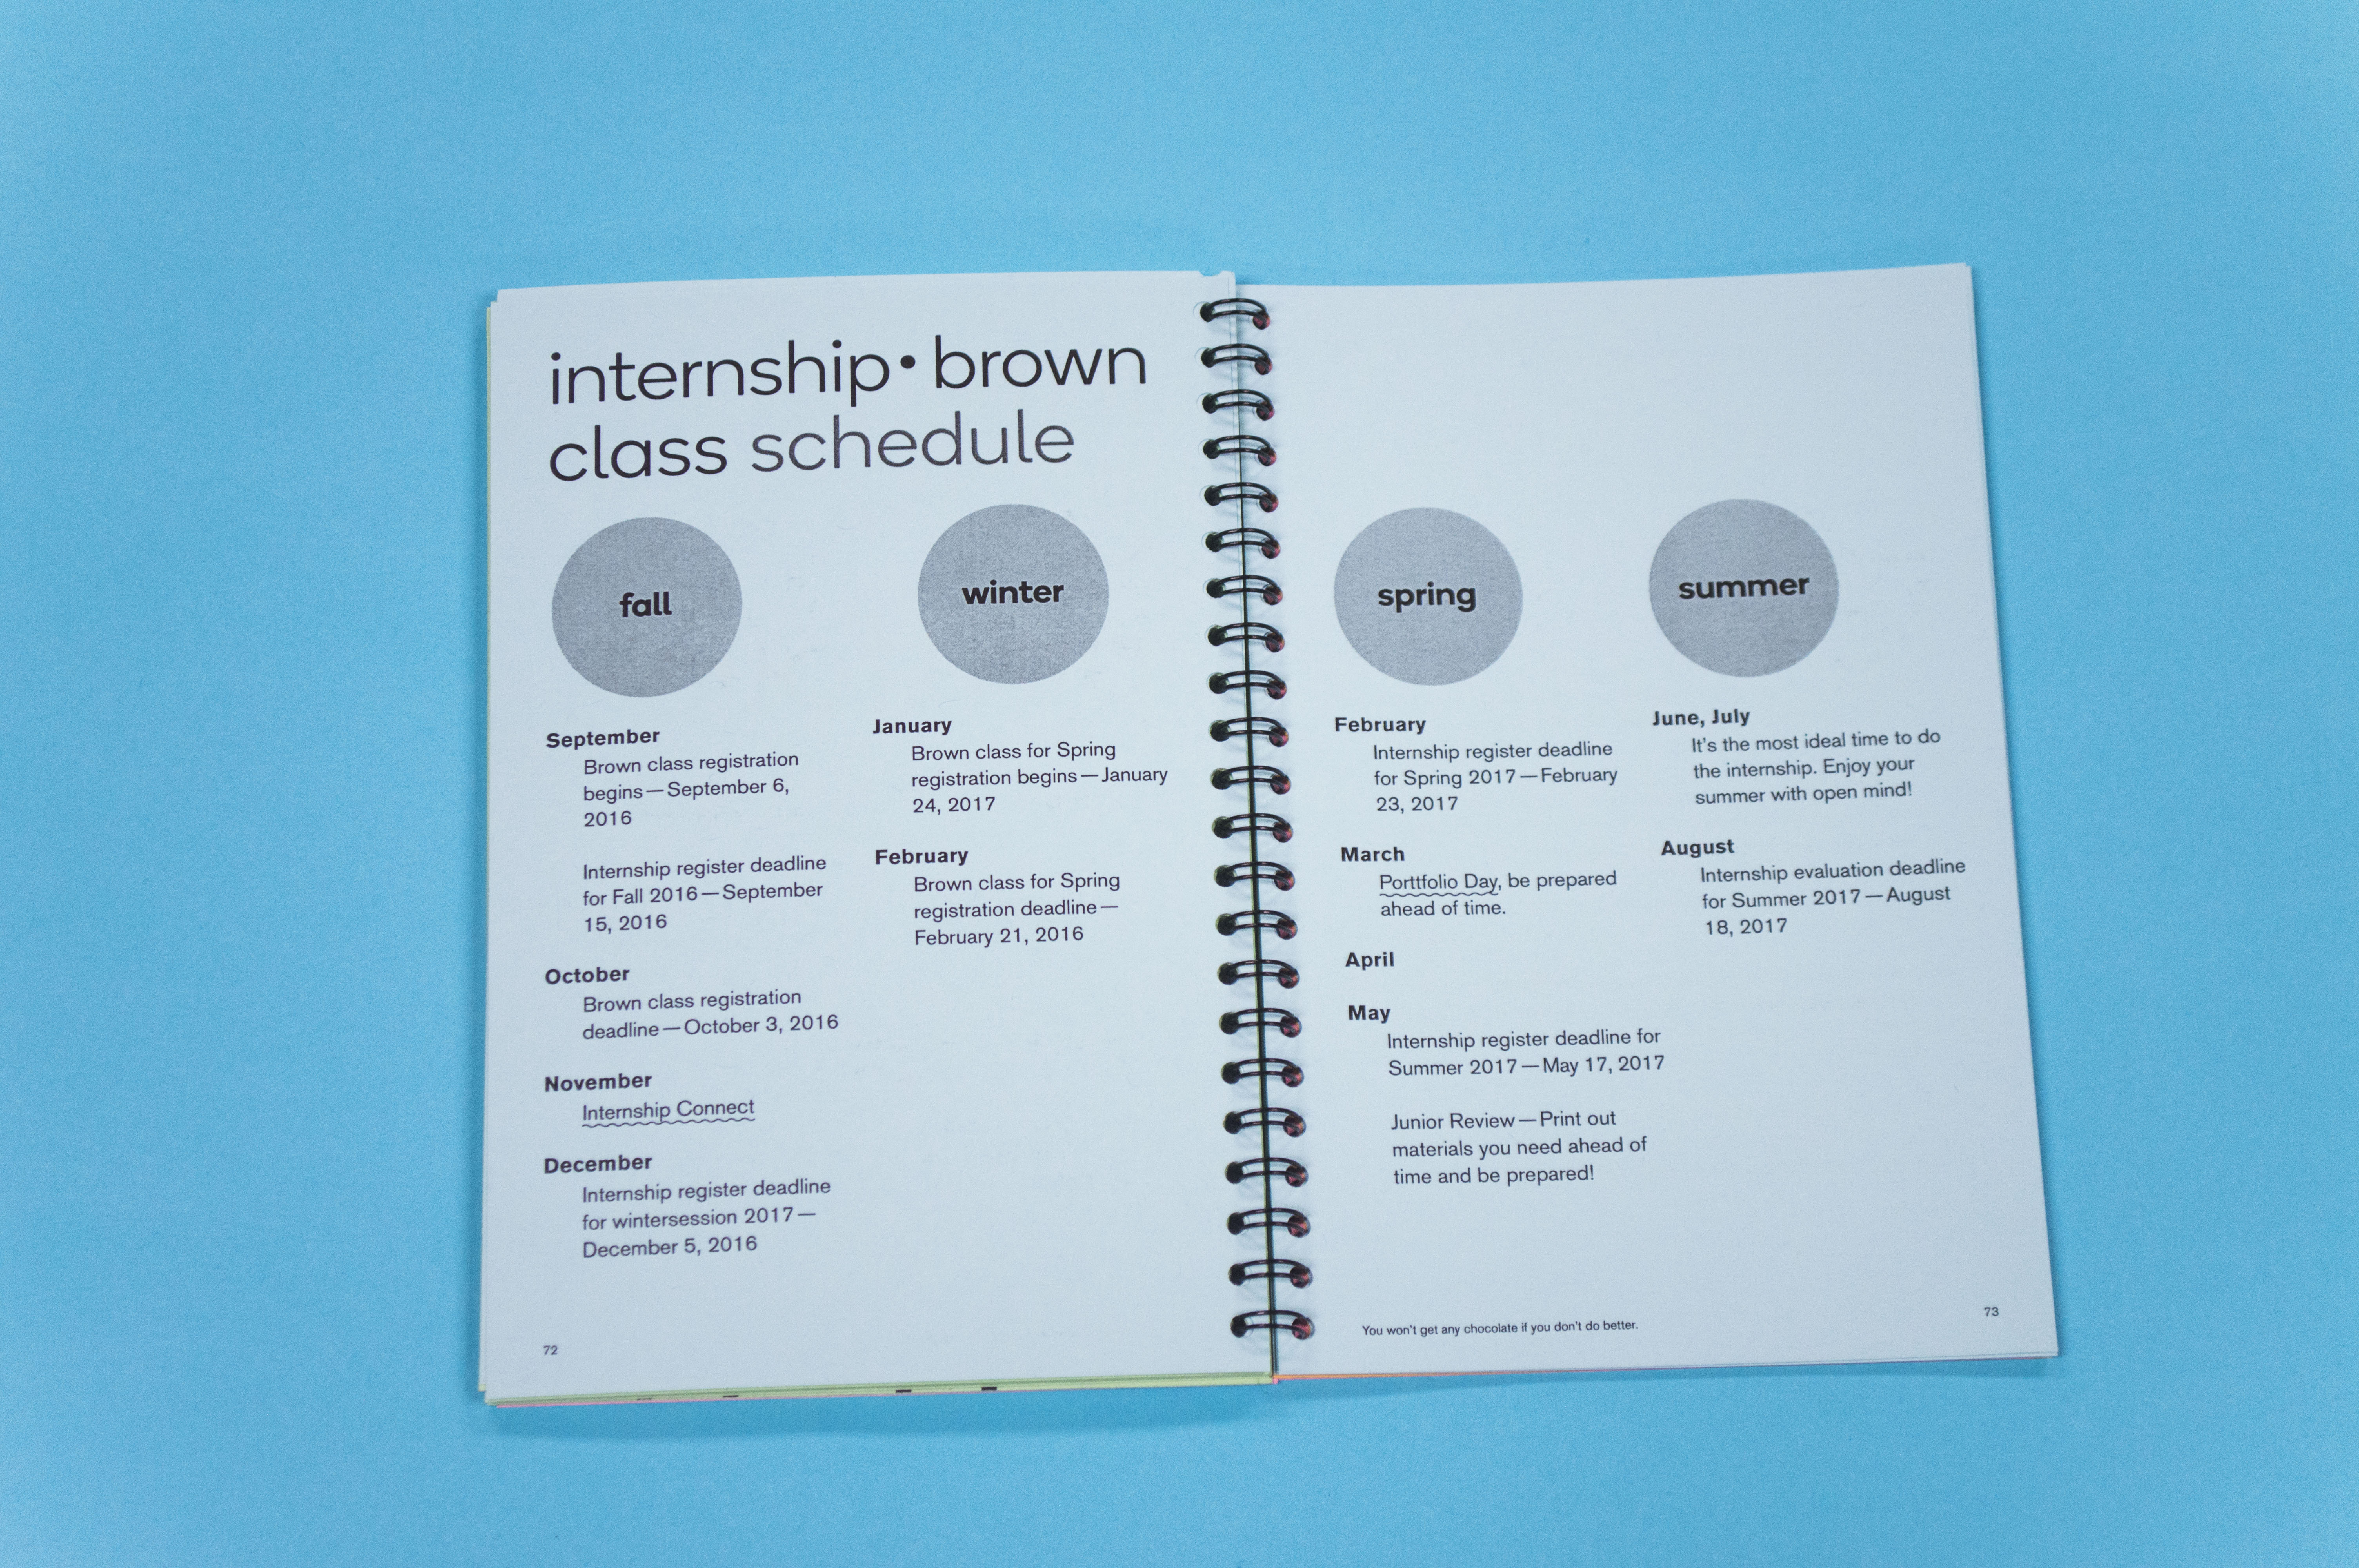 internship • brown
class schedule
fall
September
Brown class registration
begins — September 6,
2016
Internship register deadline
for Fall 2016 — September
15, 2016
October
Brown class registration
deadline — October 3, 2016
November
Internship Connect
December
Internship register deadline
for wintersession 2017 —
December 5, 2016
winter
January
Brown class for Spring
registration begins — January
24, 2017
February
Brown class for Spring
registration deadline —
February 21, 2016
72
spring
February
Internship register deadline
for Spring 2017 — February
23, 2017
March
Porttfolio Day, be prepared
ahead of time.
April
May
Internship register deadline for
Summer 2017 — May 17, 2017
Junior Review — Print out
materials you need ahead of
time and be prepared!
summer
June, July
It's the most ideal time to do
the internship. Enjoy your
summer with open mind!
August
Internship evaluation deadline
for Summer 2017 — August
18, 2017
You won't get any chocolate if you don't do better.
73